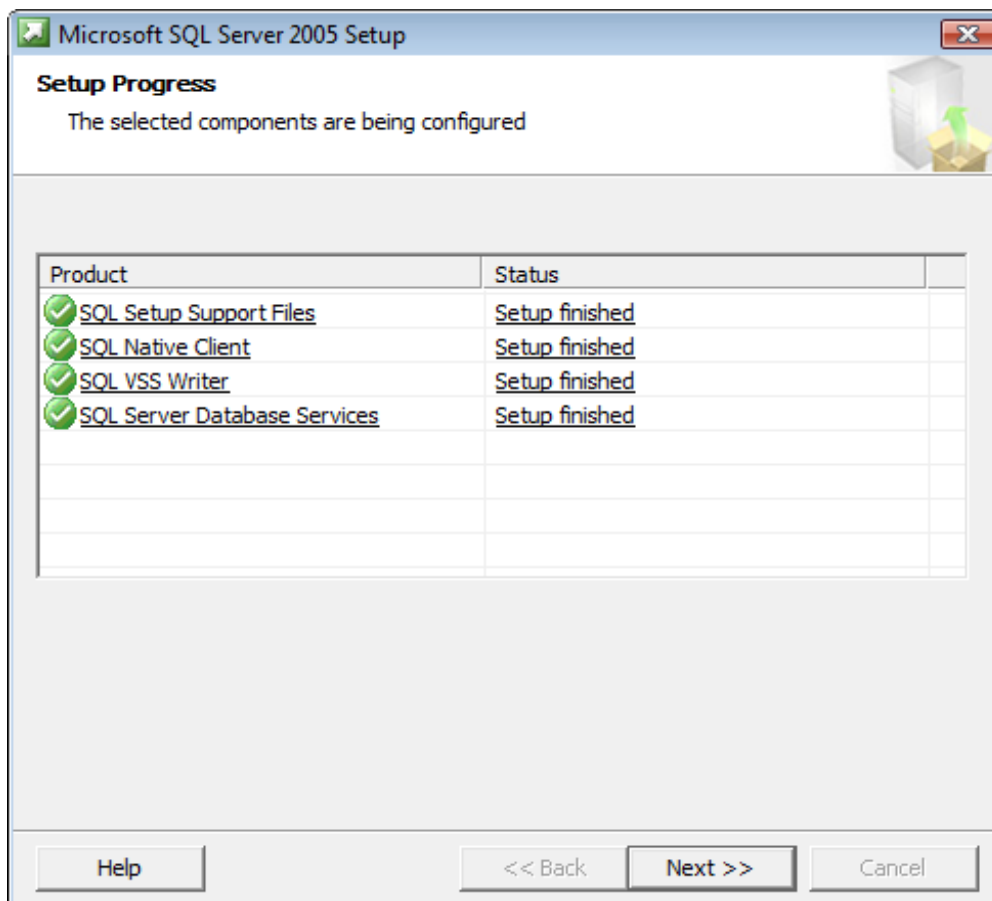 Microsoft SQL Server 2005 Setup
Setup Progress
The selected components are being configured
Product Status
SQL Setup Support Files Setup finished
SQL Native Client Setup finished
SQL VSS Writer Setup finished
SQL Server Database Services Setup finished
Help << Back Next >> Cancel